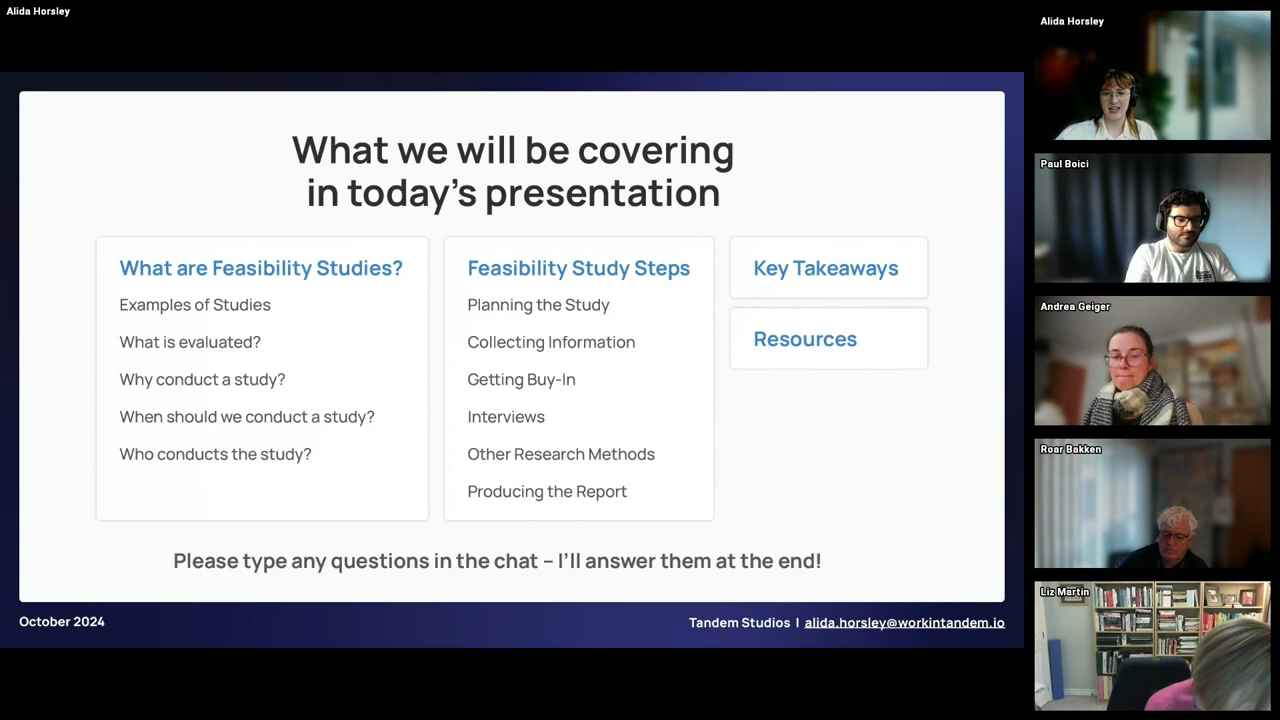 Alida Horsley
What we will be covering
in today's presentation
What are Feasibility Studies?
Examples of Studies
What is evaluated?
Why conduct a study?
When should we conduct a study?
Who conducts the study?
Feasibility Study Steps
Planning the Study
Collecting Information
Getting Buy-In
Interviews
Other Research Methods
Producing the Report
Key Takeaways
Resources
Please type any questions in the chat – I'll answer them at the end!
October 2024
Tandem Studios | alida.horsley@workintandem.io
Alida Horsley
Paul Boici
Andrea Geiger
Roar Bakken
Liz Martin